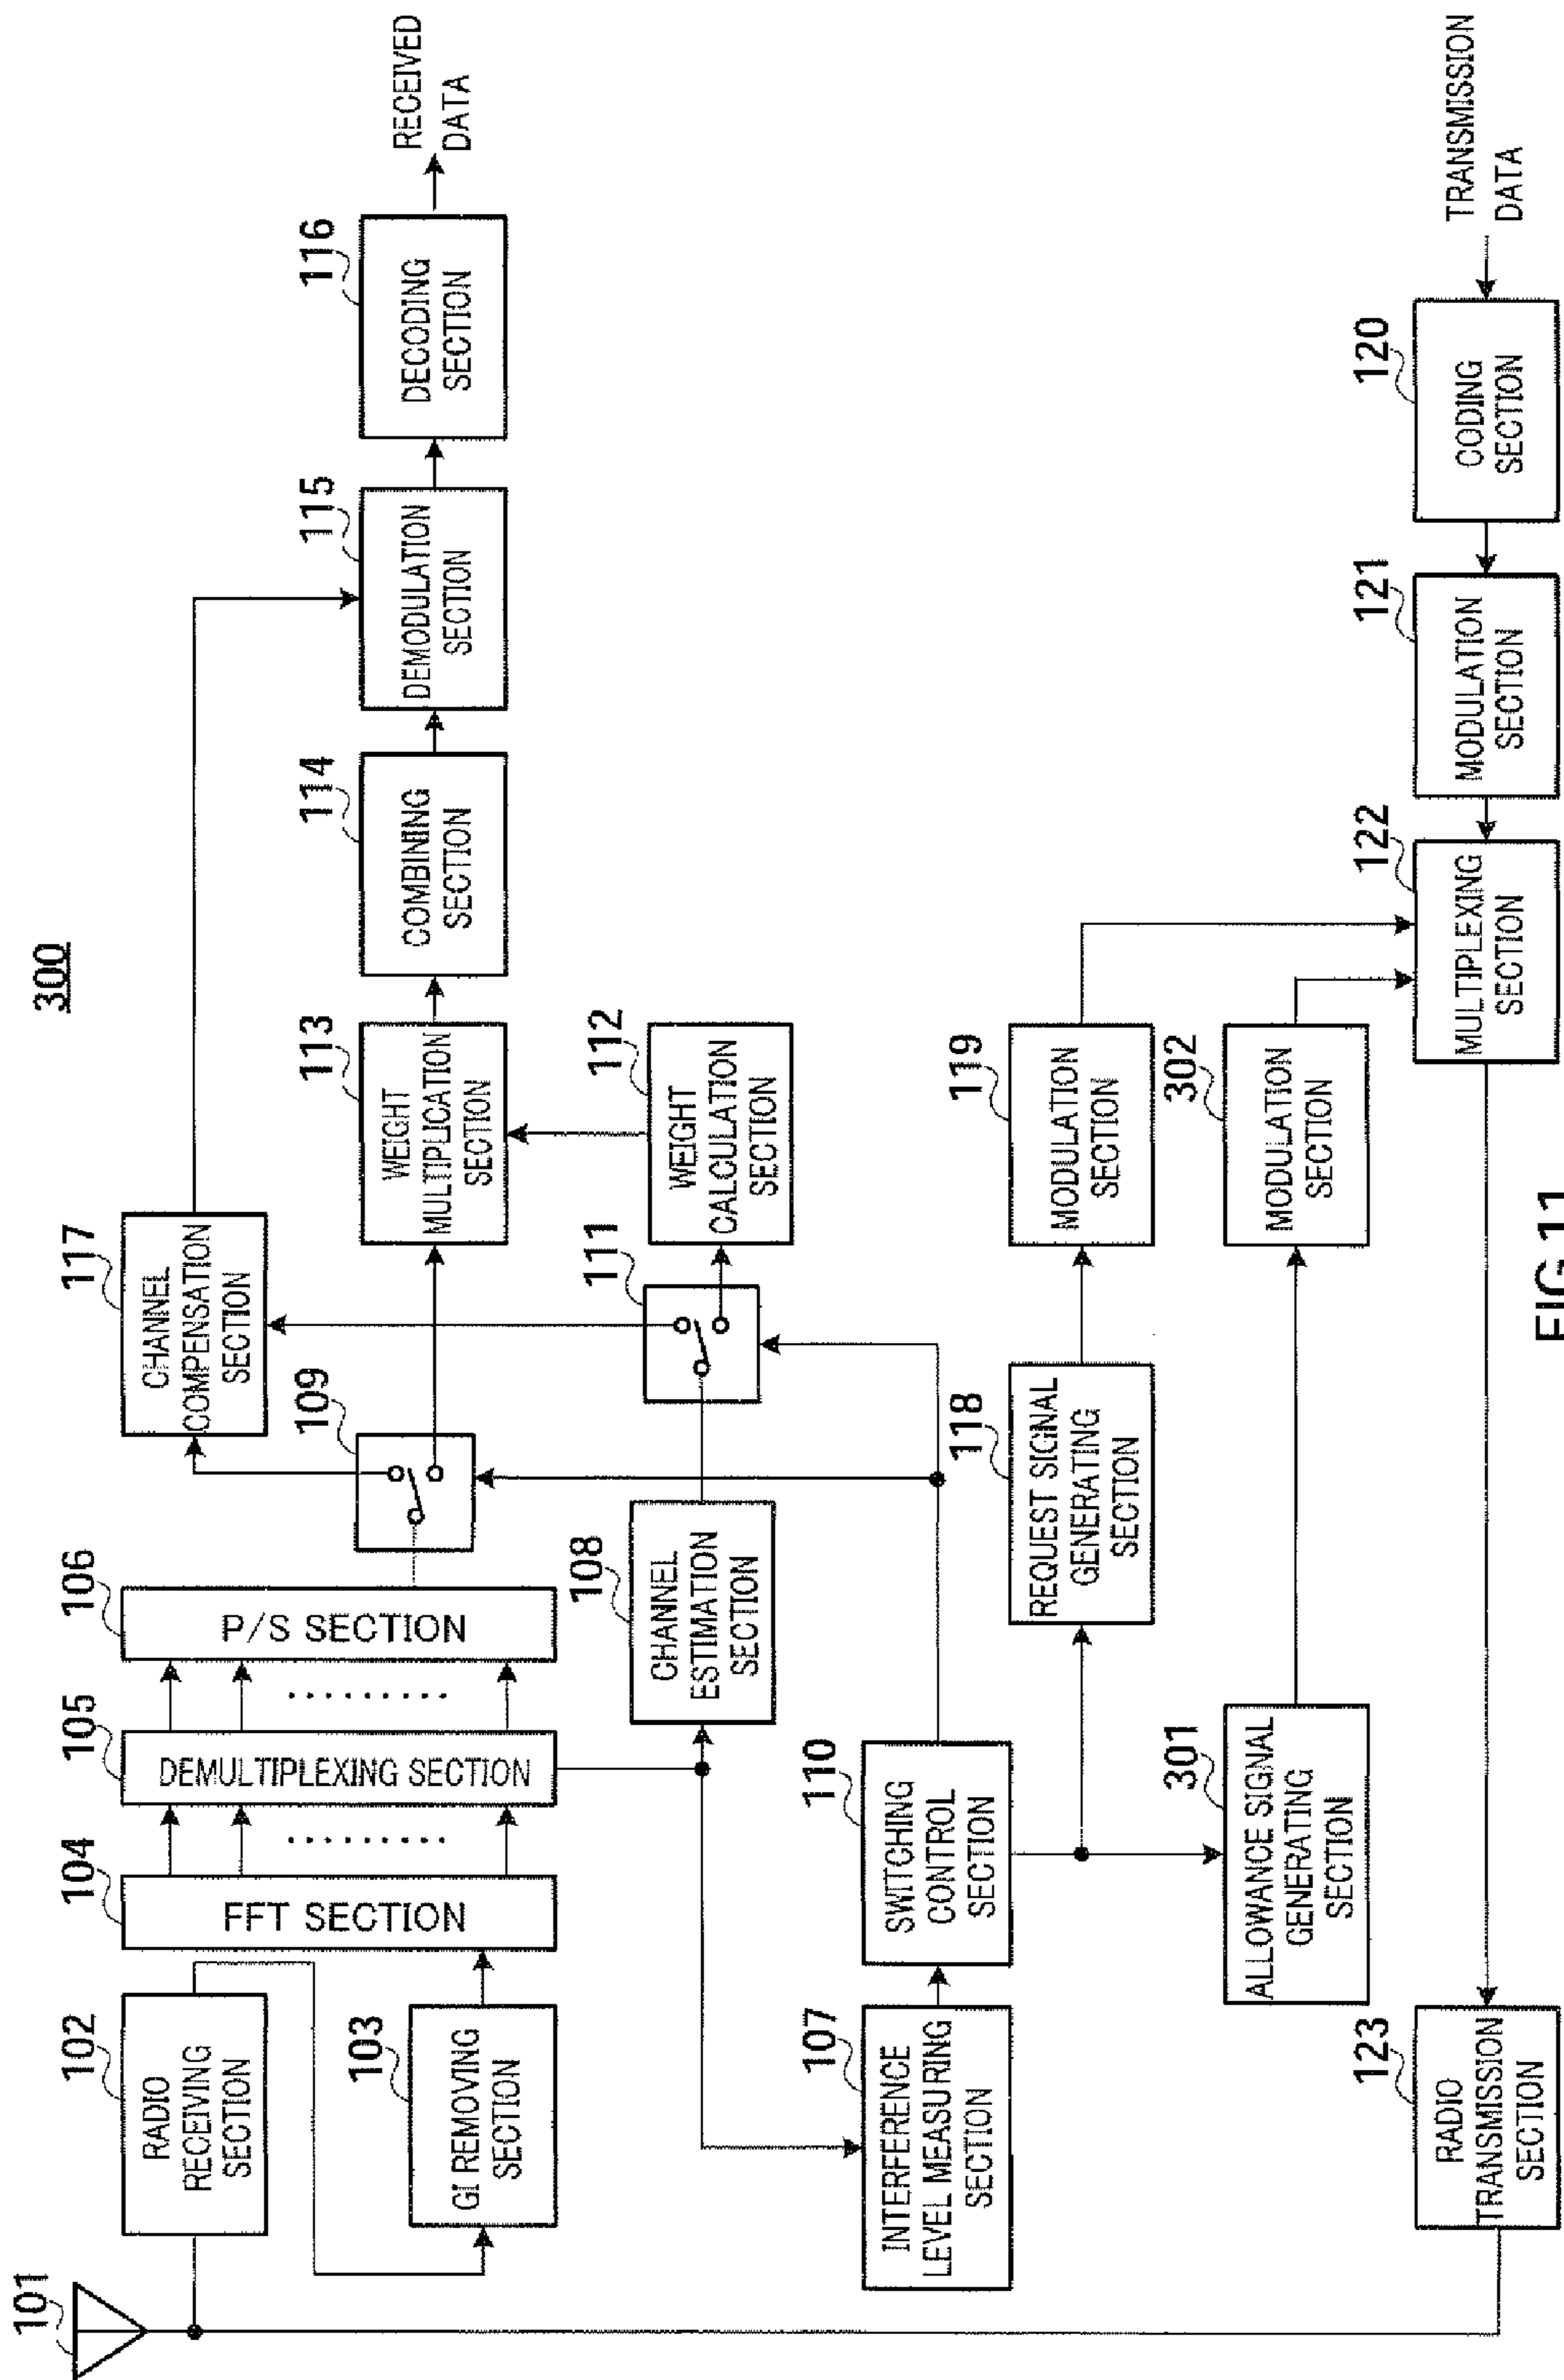 300
101
102
RADIO
RECEIVING
SECTION
103
GI REMOVING
SECTION
104
FFT SECTION
105
DEMULTIPLEXING SECTION
106
P/S SECTION
109
117
CHANNEL
COMPENSATION
SECTION
113
WEIGHT
MULTIPLICATION
SECTION
114
COMBINING
SECTION
115
DEMODULATION
SECTION
116
DECODING
SECTION
RECEIVED
DATA
108
CHANNEL
ESTIMATION
SECTION
111
112
WEIGHT
CALCULATION
SECTION
107
INTERFERENCE
LEVEL MEASURING
SECTION
110
SWITCHING
CONTROL
SECTION
118
REQUEST SIGNAL
GENERATING
SECTION
119
MODULATION
SECTION
301
ALLOWANCE SIGNAL
GENERATING
SECTION
302
MODULATION
SECTION
123
RADIO
TRANSMISSION
SECTION
122
MULTIPLEXING
SECTION
121
MODULATION
SECTION
120
CODING
SECTION
TRANSMISSION
DATA
FIG.11